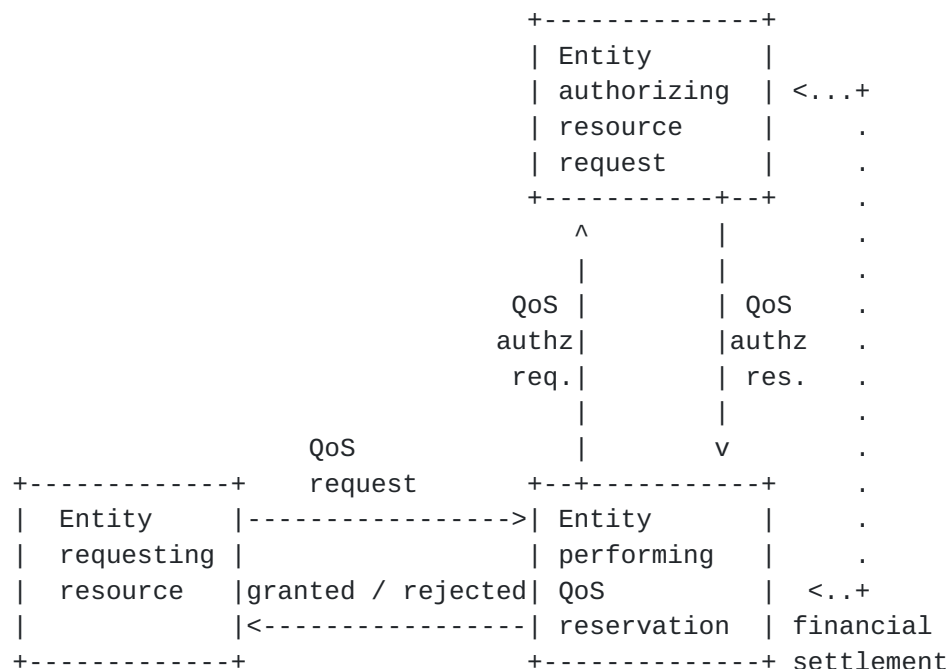 +--------------+
                                 | Entity       |
                                 | authorizing  | <...+
                                 | resource     |     .
                                 | request      |     .
                                 +-----------+--+     .
                                    ^        |        .
                                    |        |        .
                                QoS |        | QoS    .
                               authz|        |authz   .
                                req.|        | res.   .
                                    |        |        .
                   QoS              |        v        .
+-------------+    request       +--+-----------+     .
|  Entity     |----------------->| Entity       |     .
|  requesting |                  | performing   |     .
|  resource   |granted / rejected| QoS          |  <..+
|             |<-----------------| reservation  | financial
+-------------+                  +--------------+ settlement